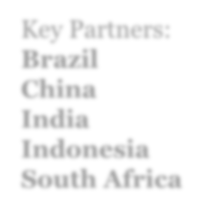 Key Partners:
Brazil
China
India
Indonesia
South Africa